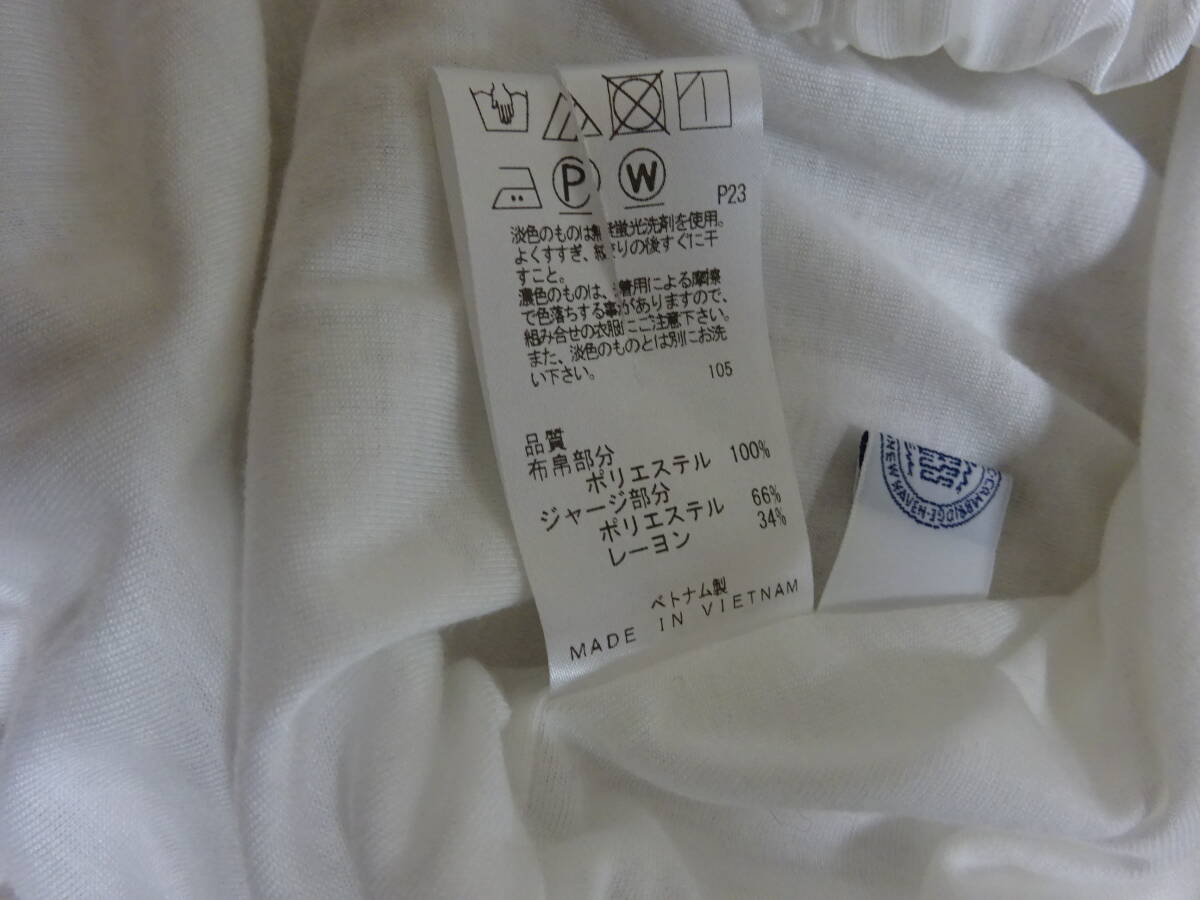 P
W
P23
淡色のものは無蛍光洗剤を使用。
よくすすぎ、絞りの後すぐに干
すこと。
濃色のものは、着用による摩擦
で色落ちする事がありますので、
組み合せの衣服にご注意下さい。
また、淡色のものとは別にお洗
い下さい。
105
品質
布帛部分
ポリエステル 100%
ジャージ部分
ポリエステル 66%
レーヨン 34%
ベトナム製
MADE IN VIETNAM
NEW HAVEN-CAMBRIDGE